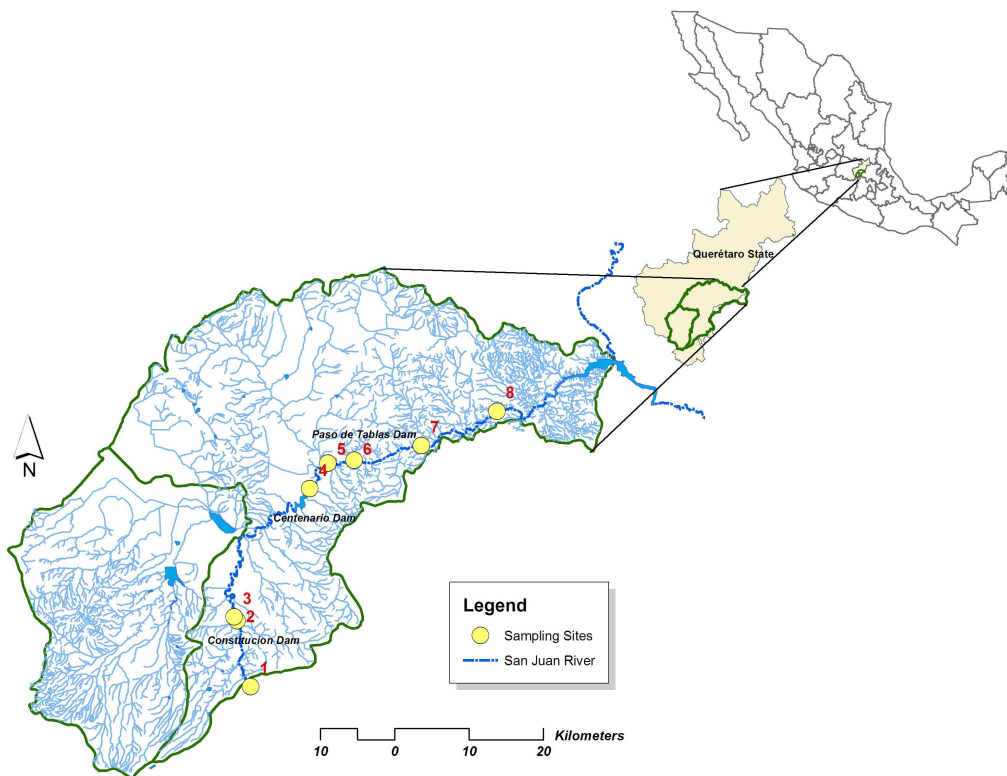 Querétaro State
8
7
Paso de Tablas Dam
5
6
4
N
Centenario Dam
3
2
Constitución Dam
1
Legend
Sampling Sites
San Juan River
10 0 10 20 Kilometers